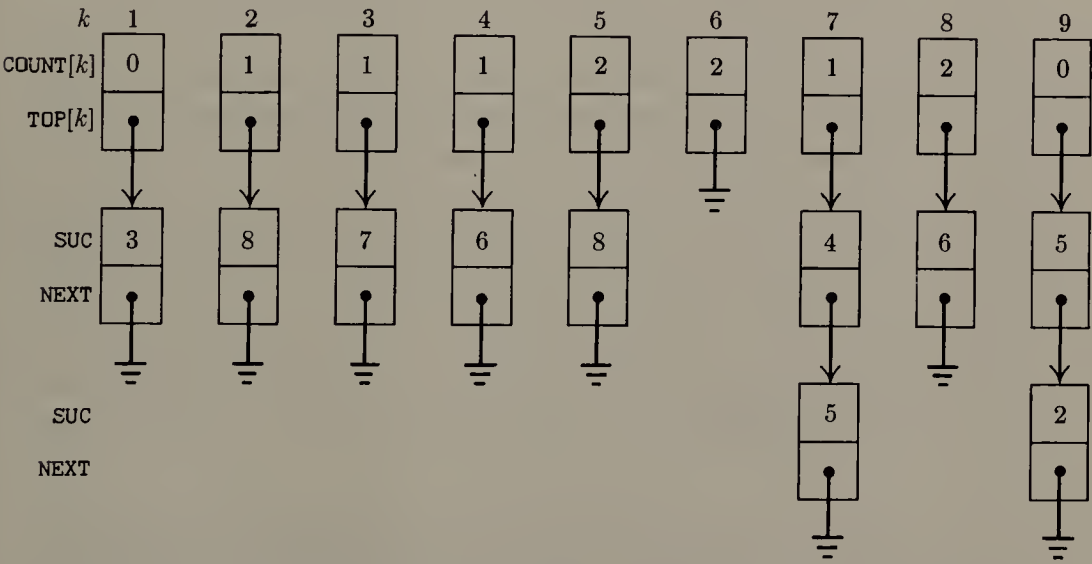 k 1 2 3 4 5 6 7 8 9
COUNT[k] 0 1 1 1 2 2 1 2 0
TOP[k]
SUC 3 8 7 6 8 4 6 5
NEXT
SUC 5 2
NEXT